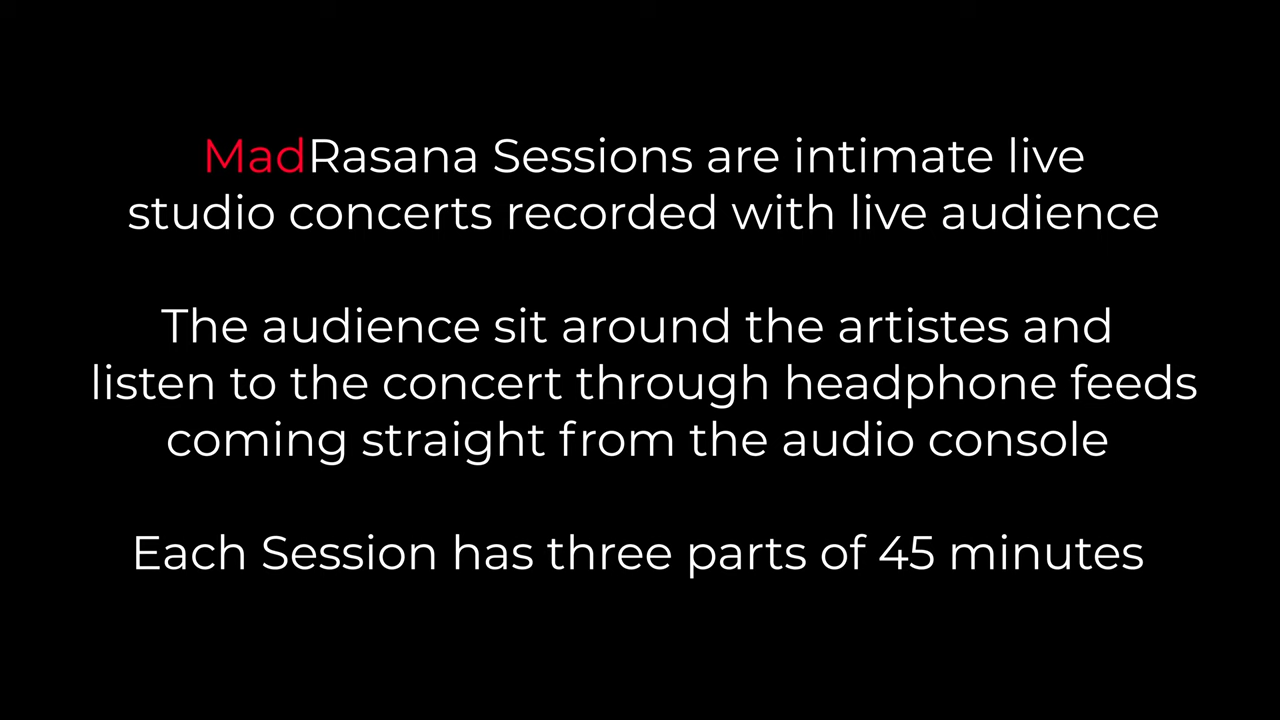 MadRasana Sessions are intimate live
studio concerts recorded with live audience
The audience sit around the artistes and
listen to the concert through headphone feeds
coming straight from the audio console
Each Session has three parts of 45 minutes